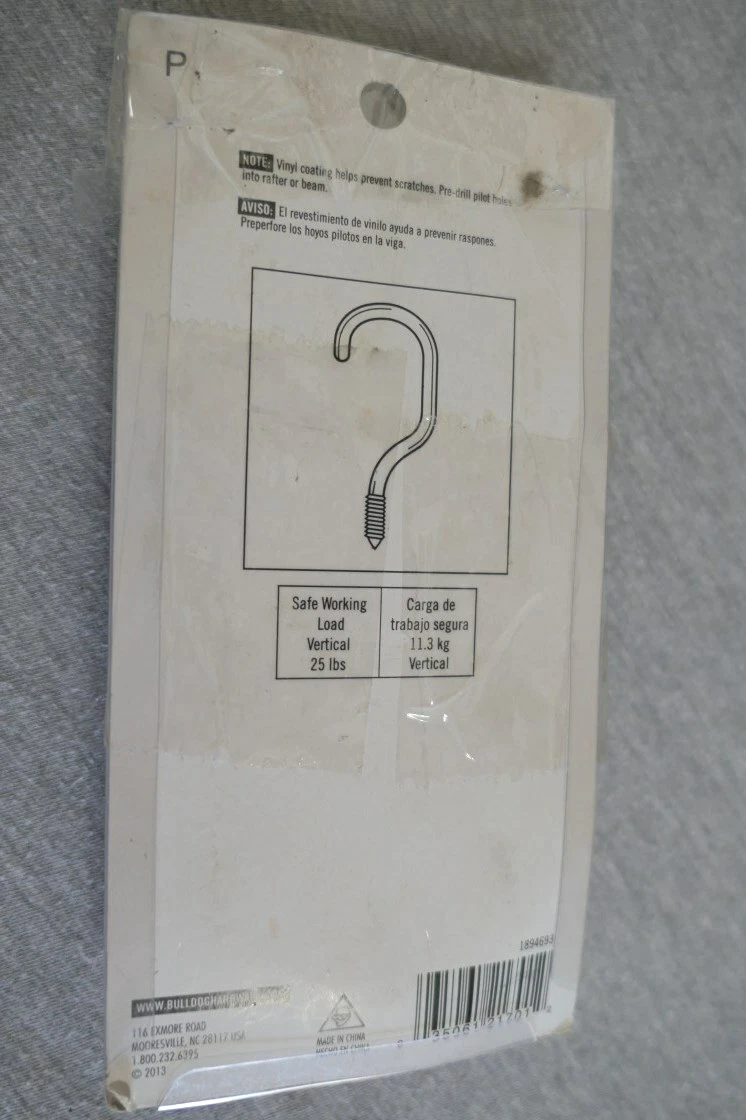 P
NOTE: Vinyl coating helps prevent scratches. Pre-drill pilot holes
into rafter or beam.
AVISO: El revestimiento de vinilo ayuda a prevenir raspones.
Preperfore los hoyos pilotos en la viga.
Safe Working
Load
Vertical
25 lbs
Carga de
trabajo segura
11.3 kg
Vertical
1894693
116 EXMORE ROAD
MOORESVILLE, NC 28117 USA
1.800.232.6395
© 2013
MADE IN CHINA
HECHO EN CHINA